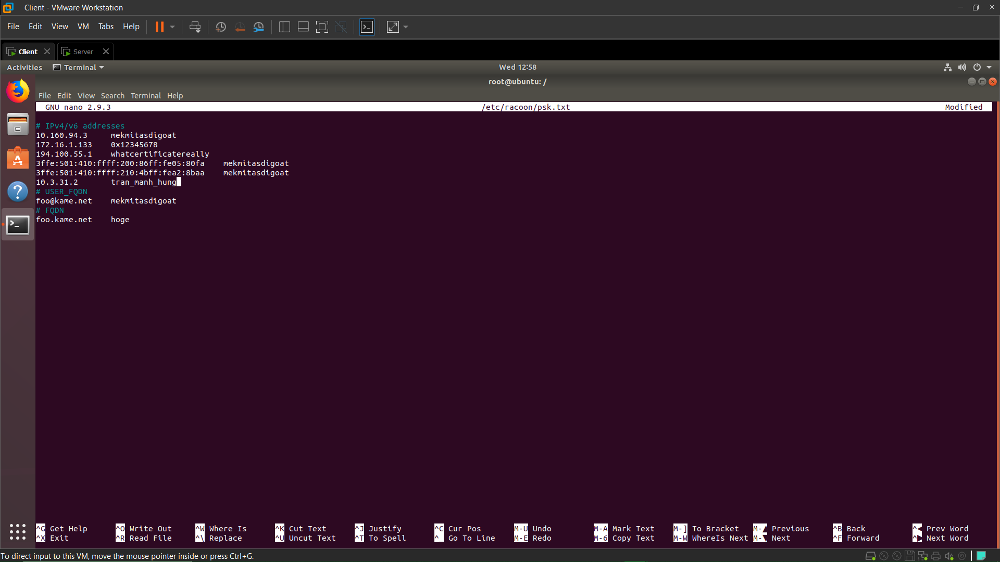 Client - VMware Workstation
File Edit View VM Tabs Help
Client Server
Activities Terminal Wed 12:58
root@ubuntu: /
File Edit View Search Terminal Help
GNU nano 2.9.3 /etc/racoon/psk.txt Modified
# IPv4/v6 addresses
10.160.94.3 mekmitasdigoat
172.16.1.133 0x12345678
194.100.55.1 whatcertificatereally
3ffe:501:410:ffff:200:86ff:fe05:80fa mekmitasdigoat
3ffe:501:410:ffff:210:4bff:fea2:8baa mekmitasdigoat
10.3.31.2 tran_manh_hung
# USER_FQDN
foo@kame.net mekmitasdigoat
# FQDN
foo.kame.net hoge
^G Get Help ^O Write Out ^W Where Is ^K Cut Text ^J Justify ^C Cur Pos M-U Undo M-A Mark Text M-] To Bracket M-▲ Previous ^B Back ^◀ Prev Word
^X Exit ^R Read File ^\ Replace ^U Uncut Text ^T To Spell ^_ Go To Line M-E Redo M-6 Copy Text M-W WhereIs Next M-▼ Next ^F Forward ^▶ Next Word
To direct input to this VM, move the mouse pointer inside or press Ctrl+G.